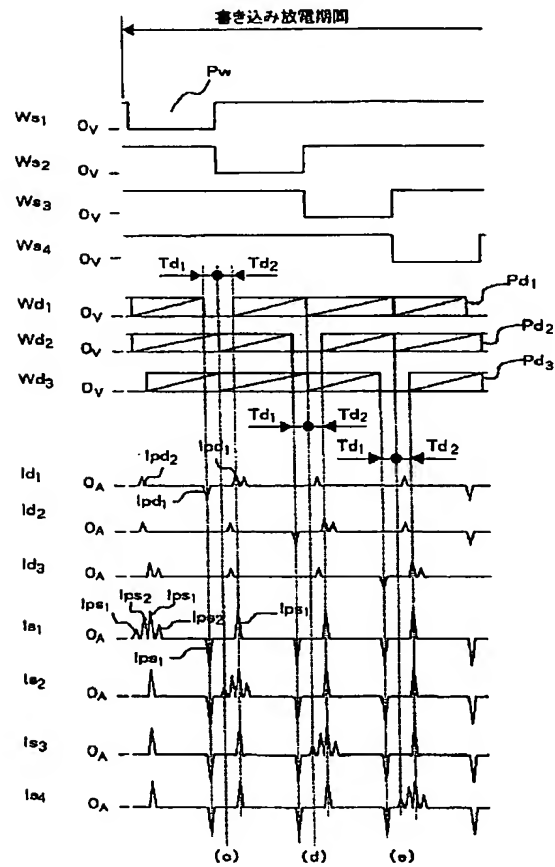 書き込み放電期間
Pw
Ws1 0V
Ws2 0V
Ws3 0V
Ws4 0V
Td1 Td2
Wd1 0V Pd1
Wd2 0V Pd2
Wd3 0V Pd3
Td1 Td2
Td1 Td2
Ipd2 Ipd1
Id1 0A
Ipd1
Id2 0A
Id3 0A
Ips2 Ips1
Ips1 Ips2 Ips1
Is1 0A
Ips1
Is2 0A
Is3 0A
Is4 0A
(c) (d) (e)